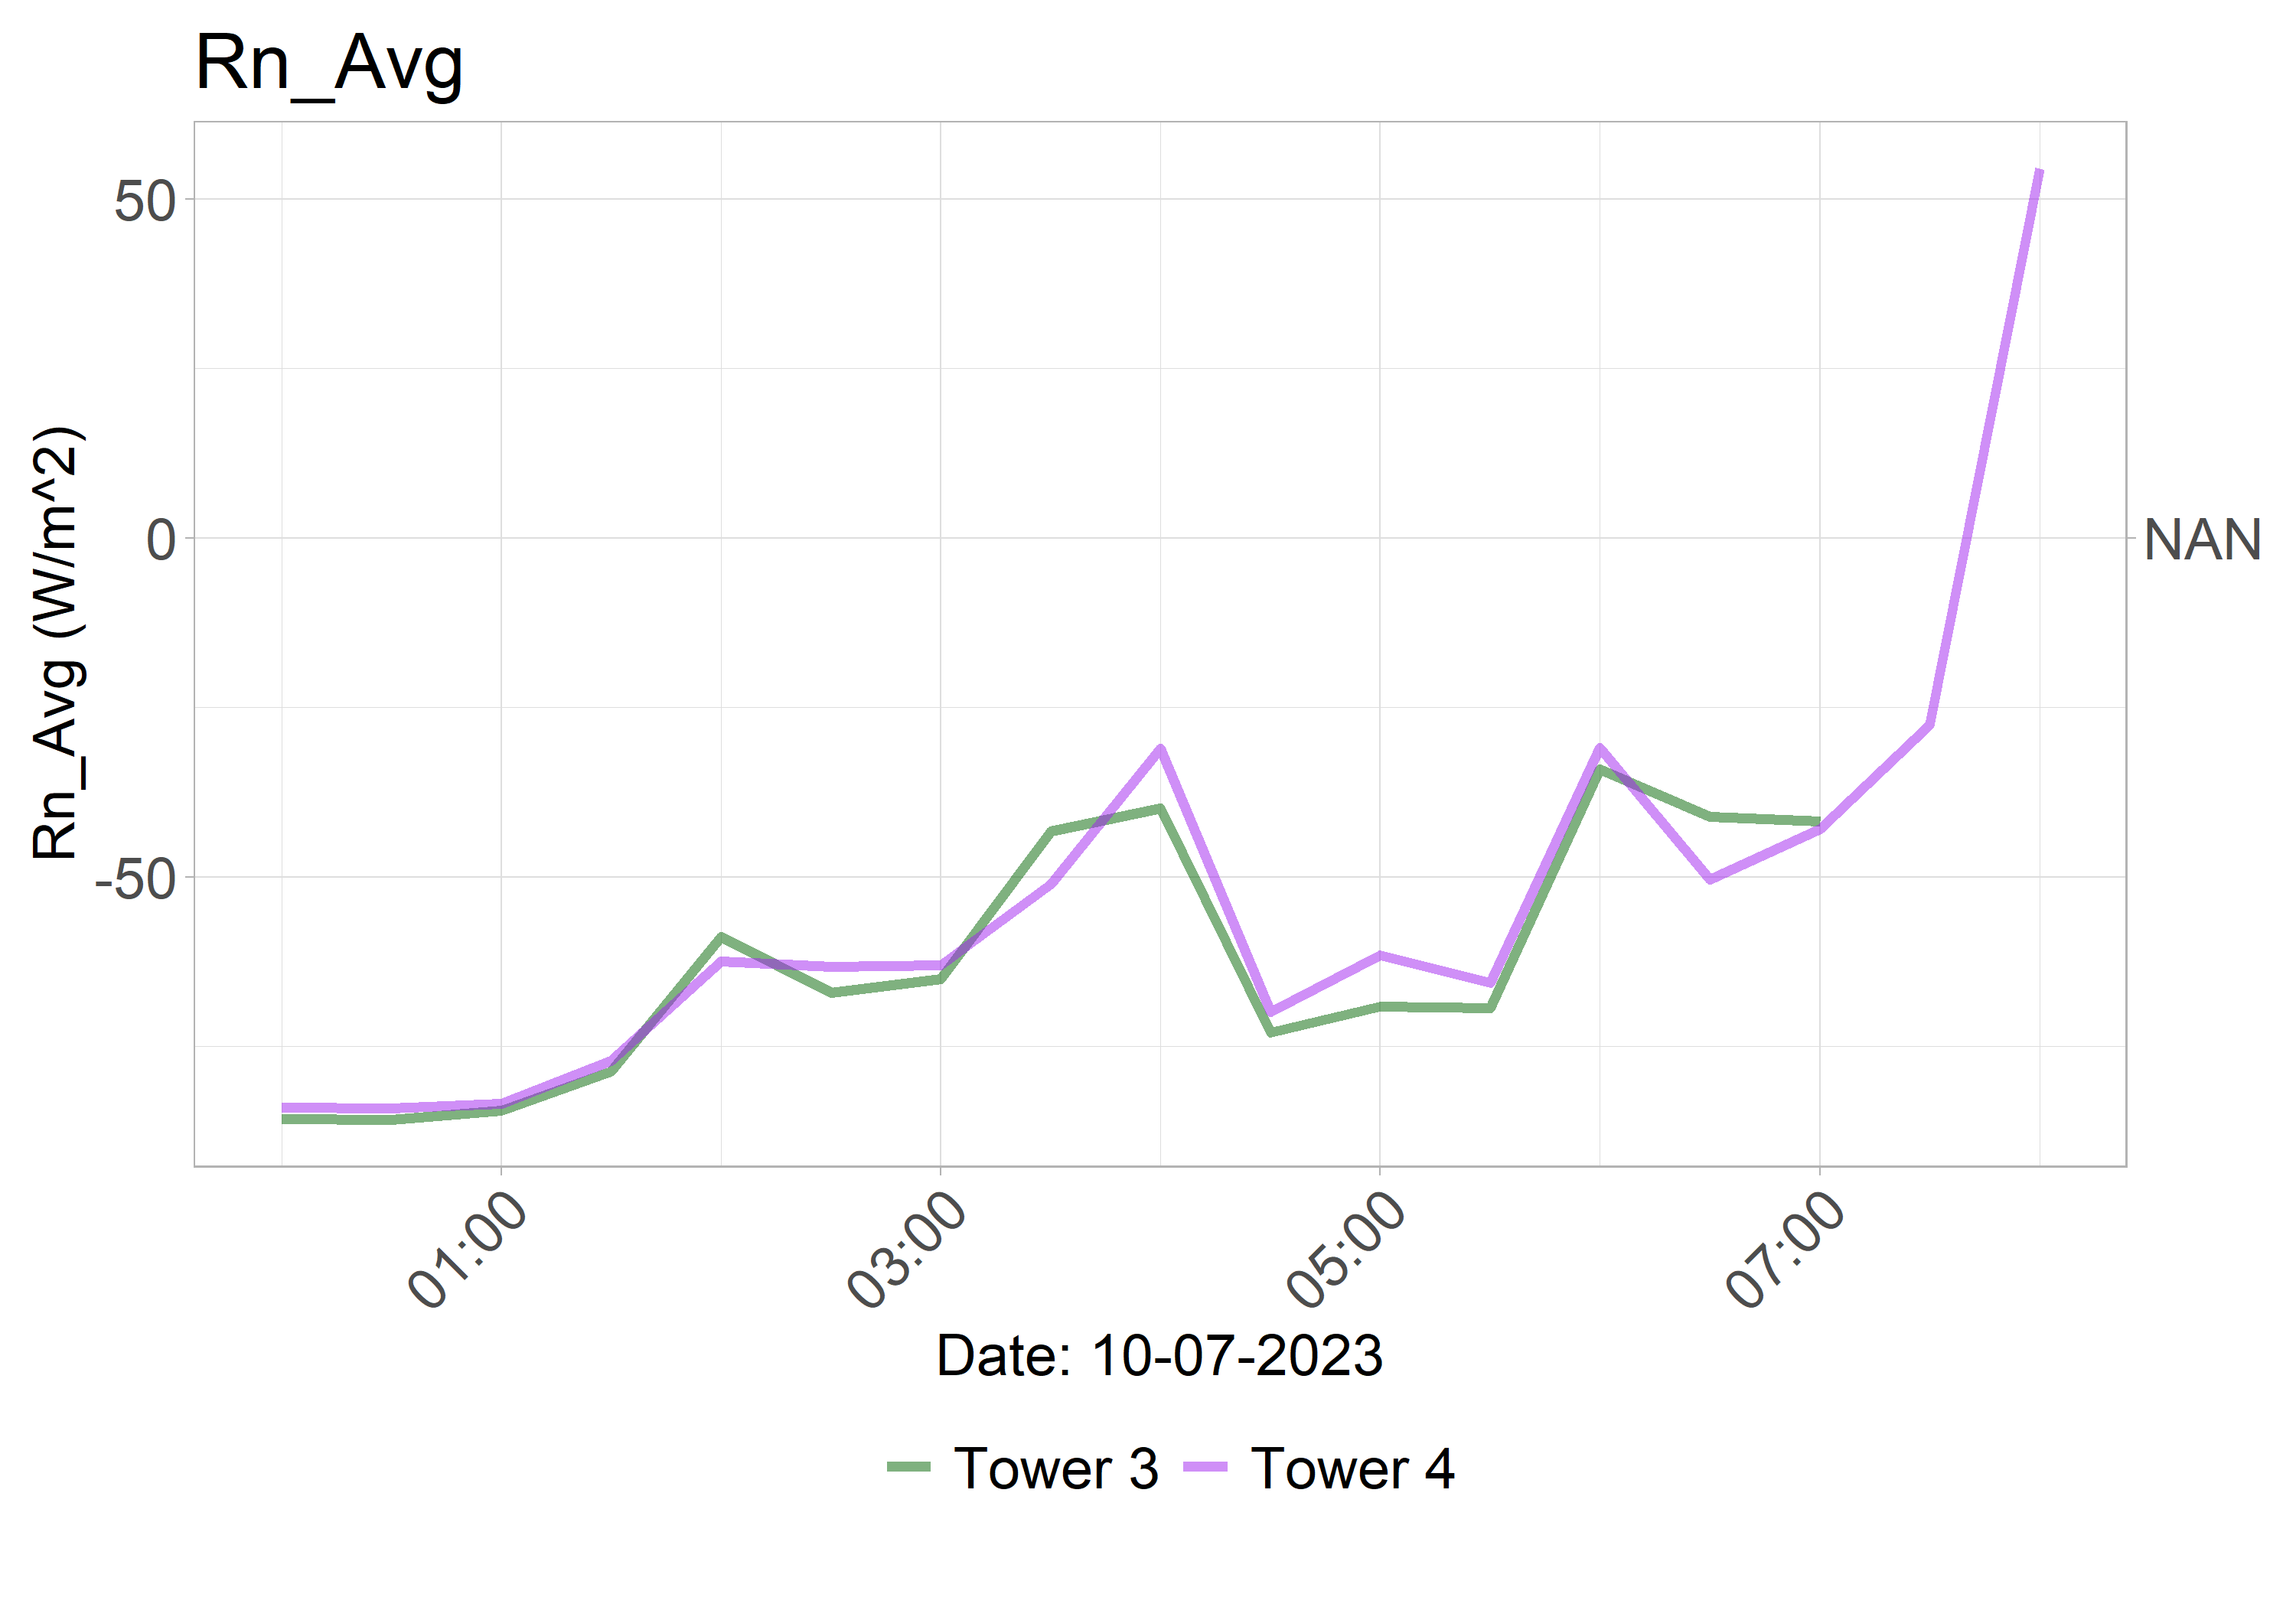 Rn_Avg
Rn_Avg (W/m^2)
50
0
-50
NAN
01:00
03:00
05:00
07:00
Date: 10-07-2023
Tower 3
Tower 4